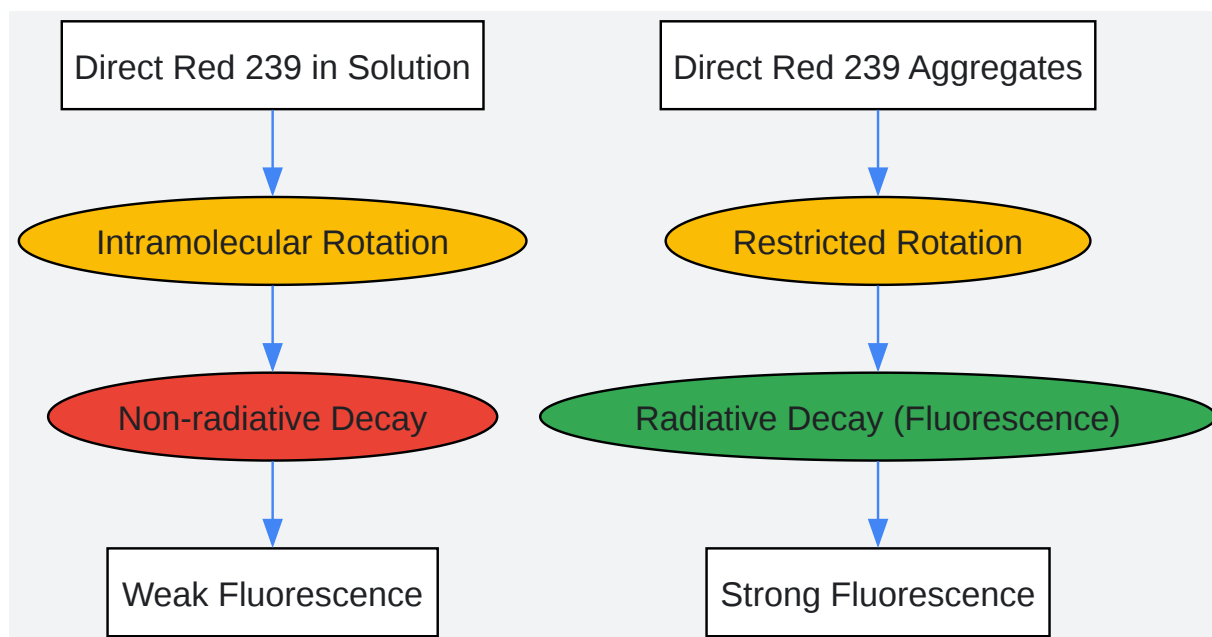 Direct Red 239 in Solution
Direct Red 239 Aggregates
Intramolecular Rotation
Restricted Rotation
Non-radiative Decay
Radiative Decay (Fluorescence)
Weak Fluorescence
Strong Fluorescence